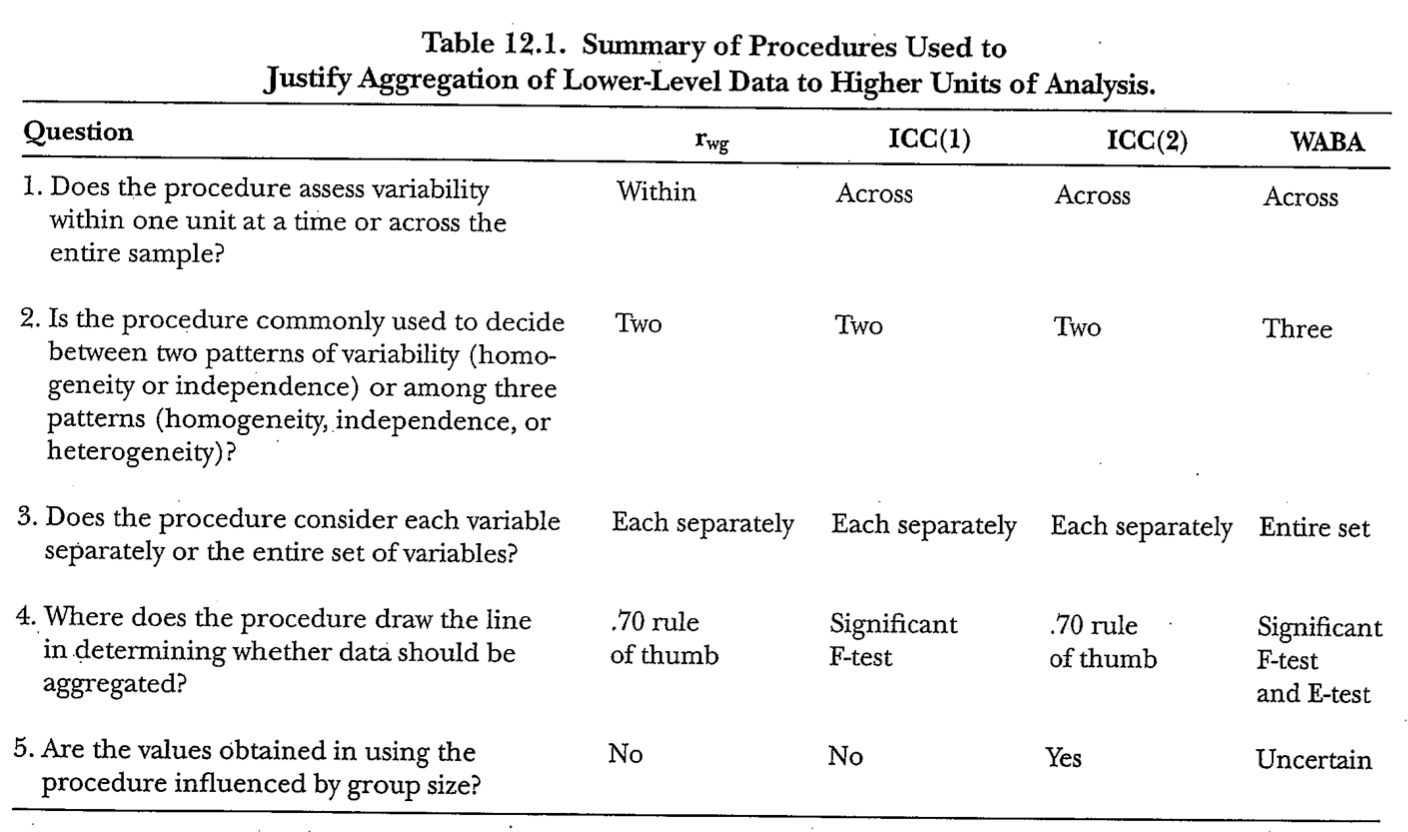 Table 12.1. Summary of Procedures Used to
Justify Aggregation of Lower-Level Data to Higher Units of Analysis.
Question rwg ICC(1) ICC(2) WABA
1. Does the procedure assess variability Within Across Across Across
within one unit at a time or across the
entire sample?
2. Is the procedure commonly used to decide Two Two Two Three
between two patterns of variability (homo-
geneity or independence) or among three
patterns (homogeneity, independence, or
heterogeneity)?
3. Does the procedure consider each variable Each separately Each separately Each separately Entire set
separately or the entire set of variables?
4. Where does the procedure draw the line .70 rule Significant .70 rule Significant
in determining whether data should be of thumb F-test of thumb F-test
aggregated? and E-test
5. Are the values obtained in using the No No Yes Uncertain
procedure influenced by group size?